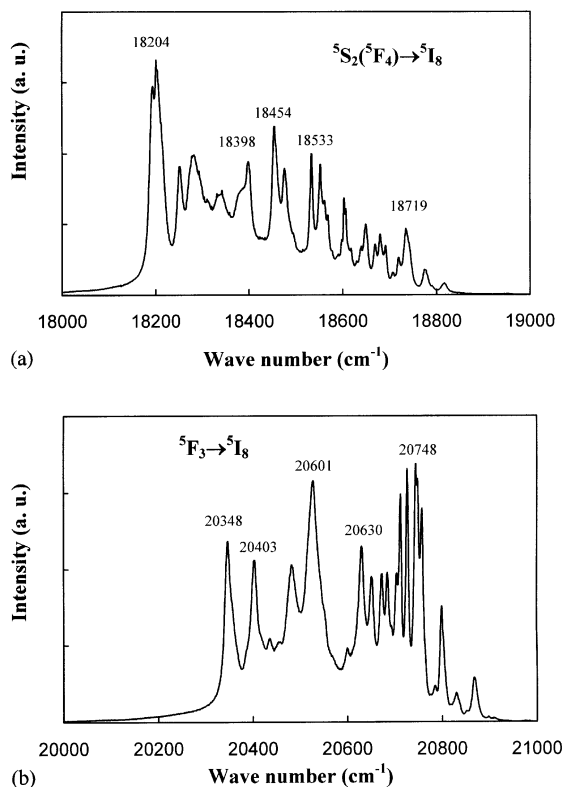 ⁵S₂(⁵F₄)→⁵I₈
18204
18398
18454
18533
18719
Intensity (a. u.)
18000 18200 18400 18600 18800 19000
(a)
Wave number (cm⁻¹)
⁵F₃→⁵I₈
20348
20403
20601
20630
20748
Intensity (a. u.)
20000 20200 20400 20600 20800 21000
Wave number (cm⁻¹)
(b)